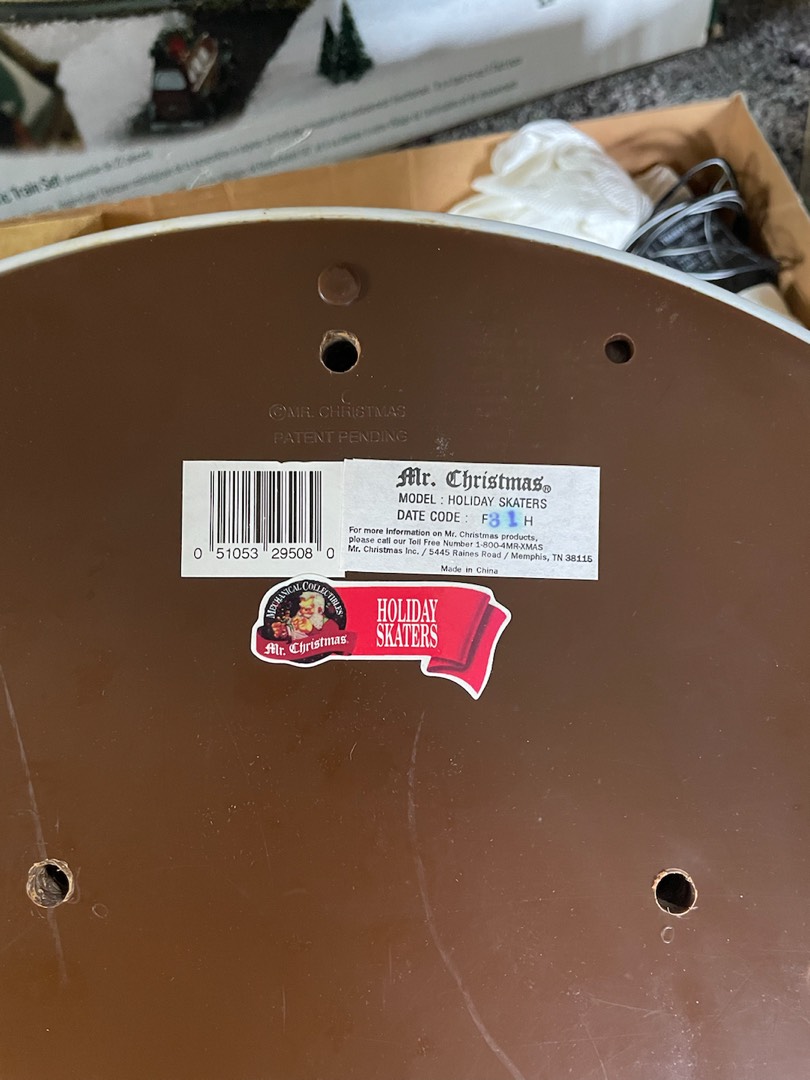 Train Set
©MR. CHRISTMAS
PATENT PENDING
0 51053 29508 0
Mr. Christmas®
MODEL : HOLIDAY SKATERS
DATE CODE : F31H
For more information on Mr. Christmas products,
please call our Toll Free Number 1-800-4MR-XMAS
Mr. Christmas Inc. / 5445 Raines Road / Memphis, TN 38115
Made in China
MECHANICAL COLLECTIBLES
Mr. Christmas.
HOLIDAY
SKATERS